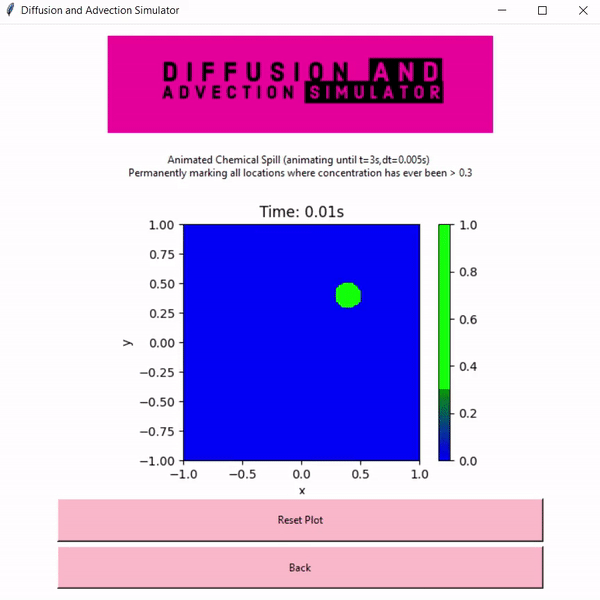 Diffusion and Advection Simulator
DIFFUSION AND
ADVECTION SIMULATOR
Animated Chemical Spill (animating until t=3s,dt=0.005s)
Permanently marking all locations where concentration has ever been > 0.3
Time: 0.01s
1.00
0.75
0.50
0.25
0.00
−0.25
−0.50
−0.75
−1.00
y
−1.0 −0.5 0.0 0.5 1.0
x
1.0
0.8
0.6
0.4
0.2
0.0
Reset Plot
Back